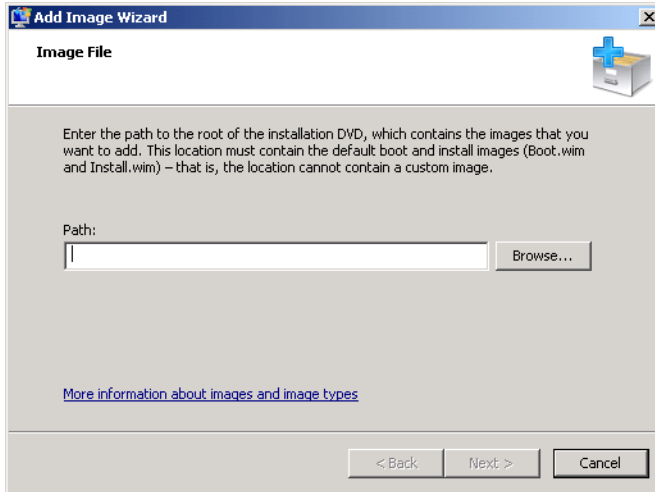 Add Image Wizard
Image File
Enter the path to the root of the installation DVD, which contains the images that you
want to add. This location must contain the default boot and install images (Boot.wim
and Install.wim) – that is, the location cannot contain a custom image.
Path:
Browse...
More information about images and image types
< Back Next > Cancel